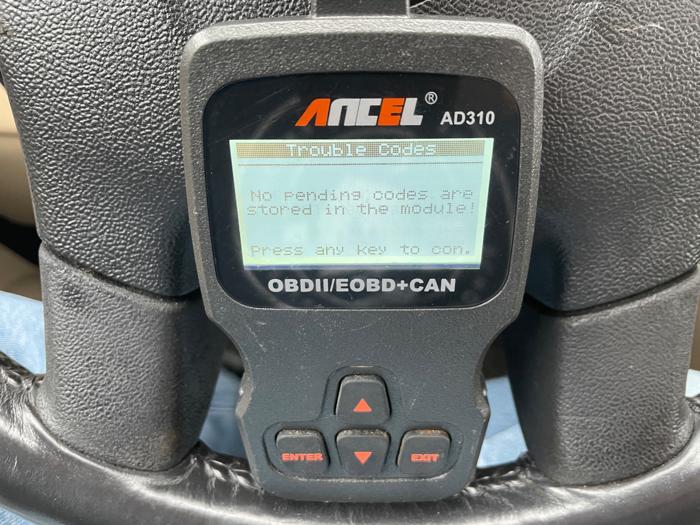 ANCEL® AD310
Trouble Codes
No pending codes are
stored in the module!
Press any key to con.
OBDII/EOBD+CAN
ENTER
EXIT